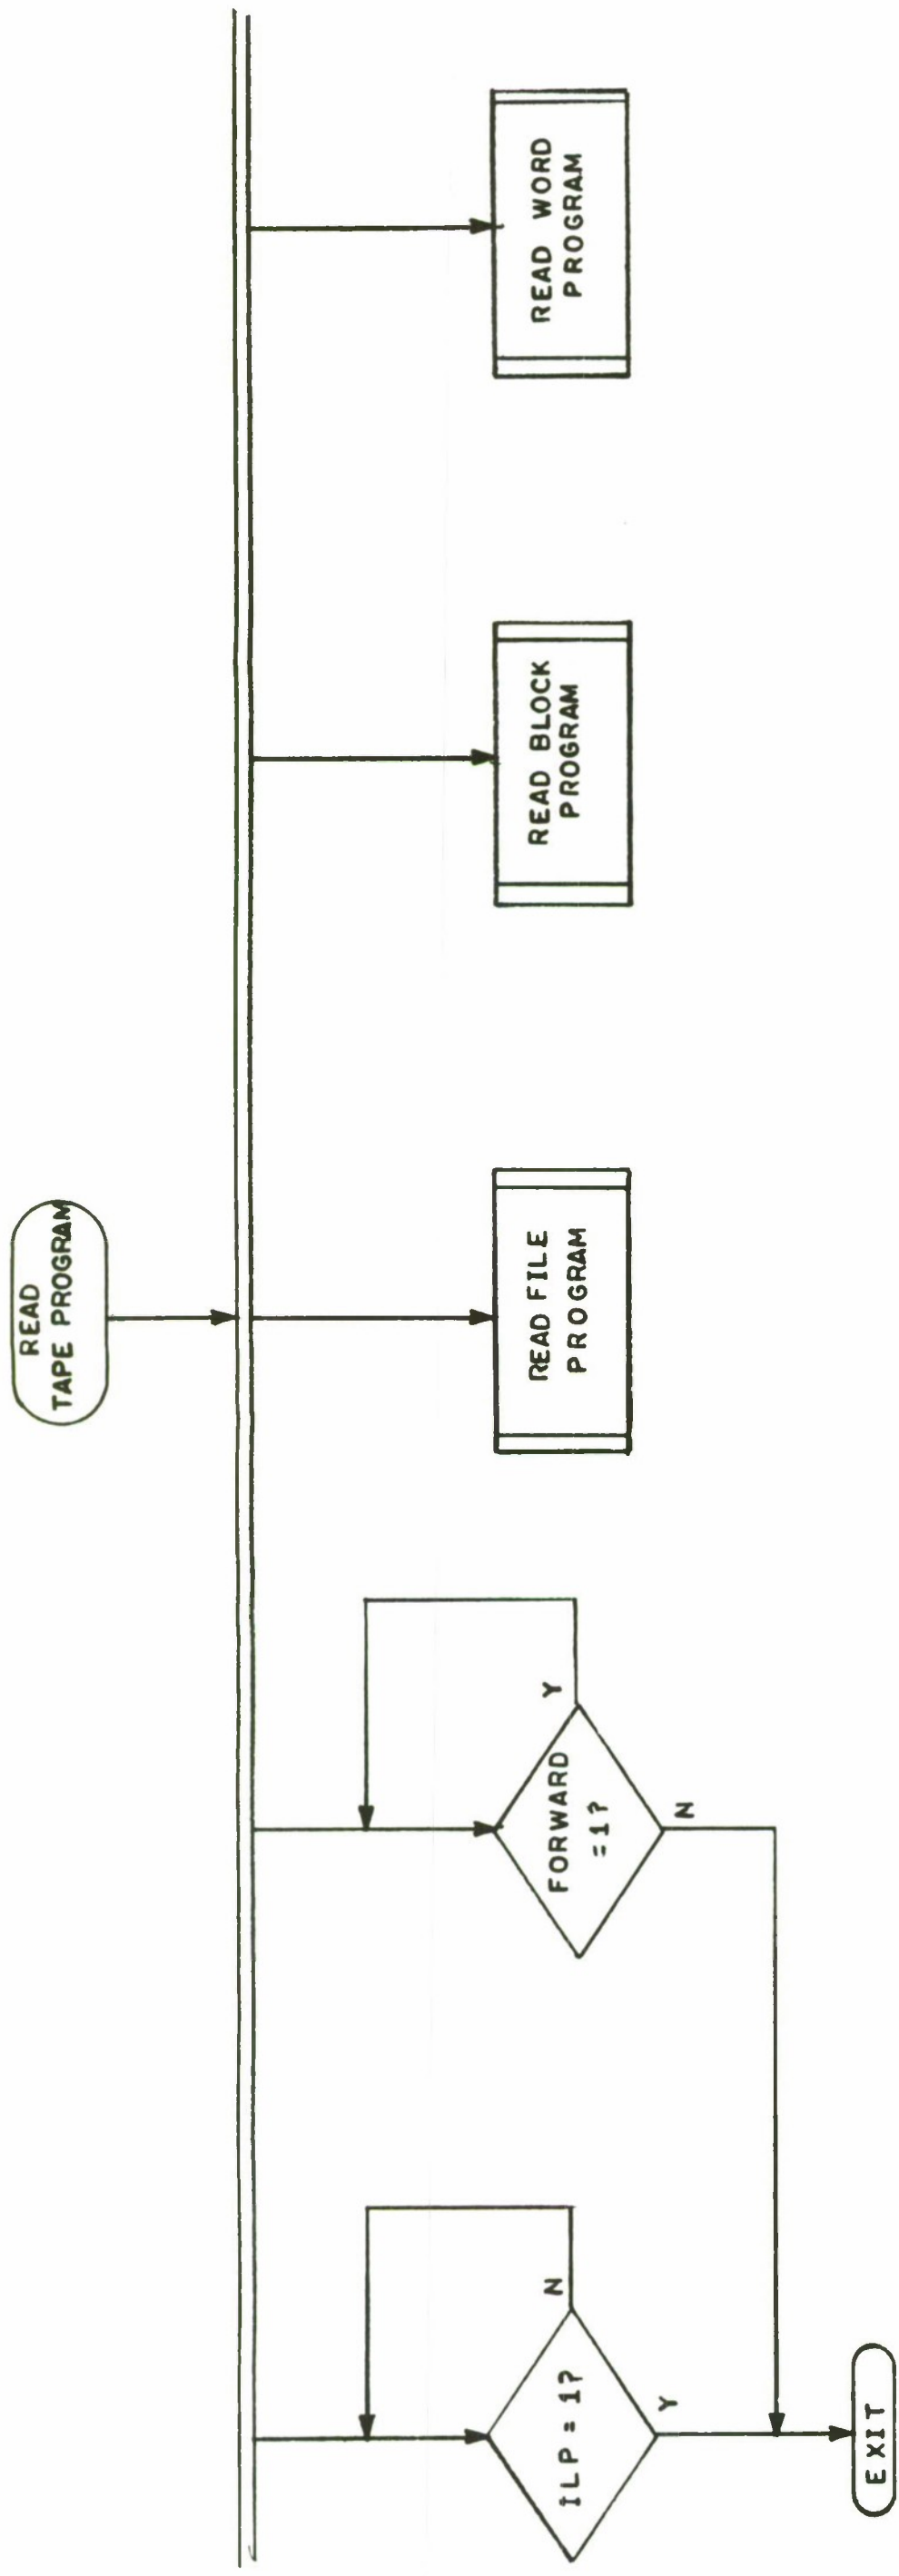 READ
TAPE PROGRAM
ILP = 1?
N
Y
FORWARD
=1?
Y
N
READ FILE
PROGRAM
READ BLOCK
PROGRAM
READ WORD
PROGRAM
EXIT